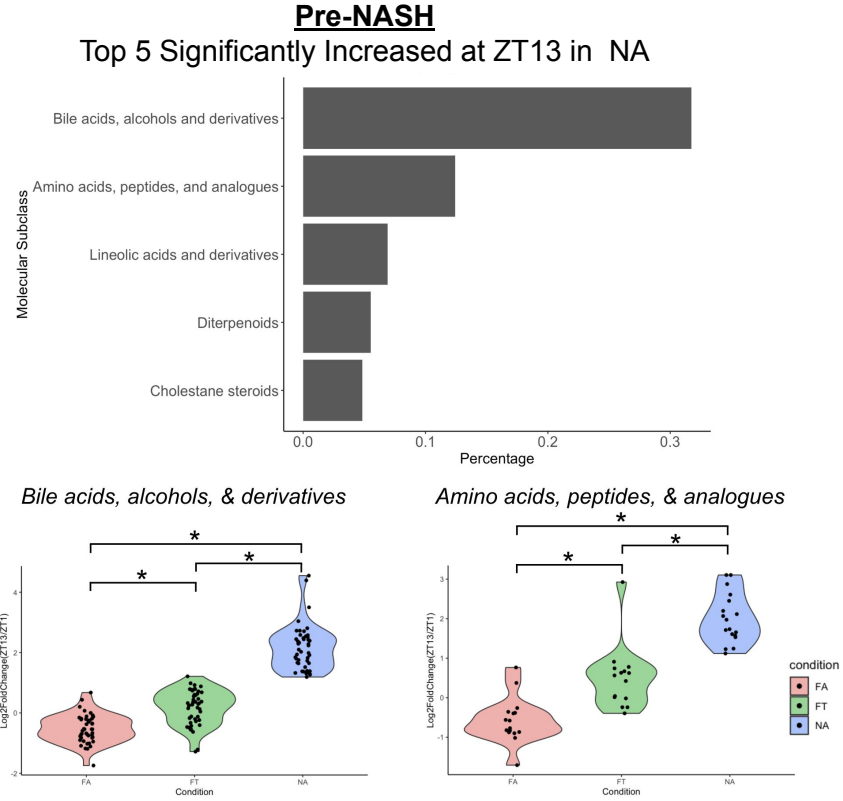 Pre-NASH
Top 5 Significantly Increased at ZT13 in NA
Molecular Subclass
Bile acids, alcohols and derivatives
Amino acids, peptides, and analogues
Lineolic acids and derivatives
Diterpenoids
Cholestane steroids
0.0 0.1 0.2 0.3
Percentage
Bile acids, alcohols, & derivatives
*
*
*
Log2FoldChange(ZT13/ZT1)
4
2
0
-2
FA FT NA
Condition
Amino acids, peptides, & analogues
*
*
*
Log2FoldChange(ZT13/ZT1)
3
2
1
0
-1
FA FT NA
Condition
condition
FA
FT
NA